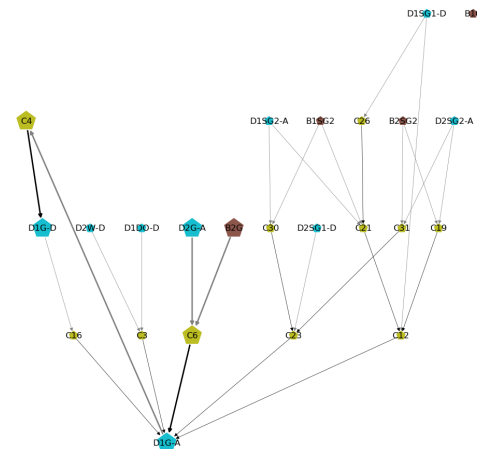 D1SG1-D
C4 D1SG2-A B1SG2 C26 B2SG2 D2SG2-A
D1G-D D2W-D D1DO-D D2G-A B2G C30 D2SG1-D C21 C31 C19
C16 C3 C6 C23 C12
D1G-A